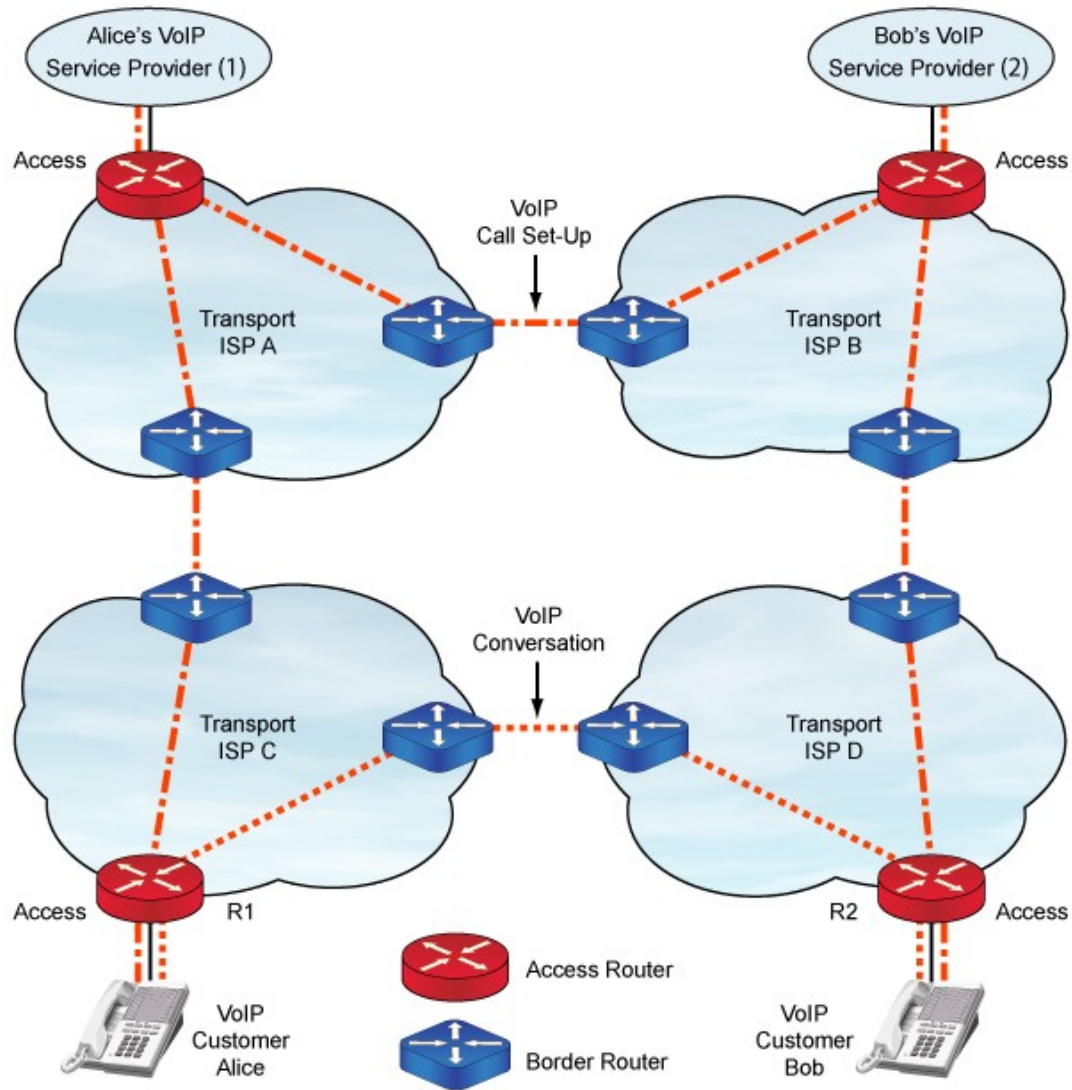 Alice's VoIP
Service Provider (1)
Bob's VoIP
Service Provider (2)
Access
Access
VoIP
Call Set-Up
Transport
ISP A
Transport
ISP B
VoIP
Conversation
Transport
ISP C
Transport
ISP D
Access
R1
R2
Access
Access Router
VoIP
Customer
Alice
VoIP
Customer
Bob
Border Router